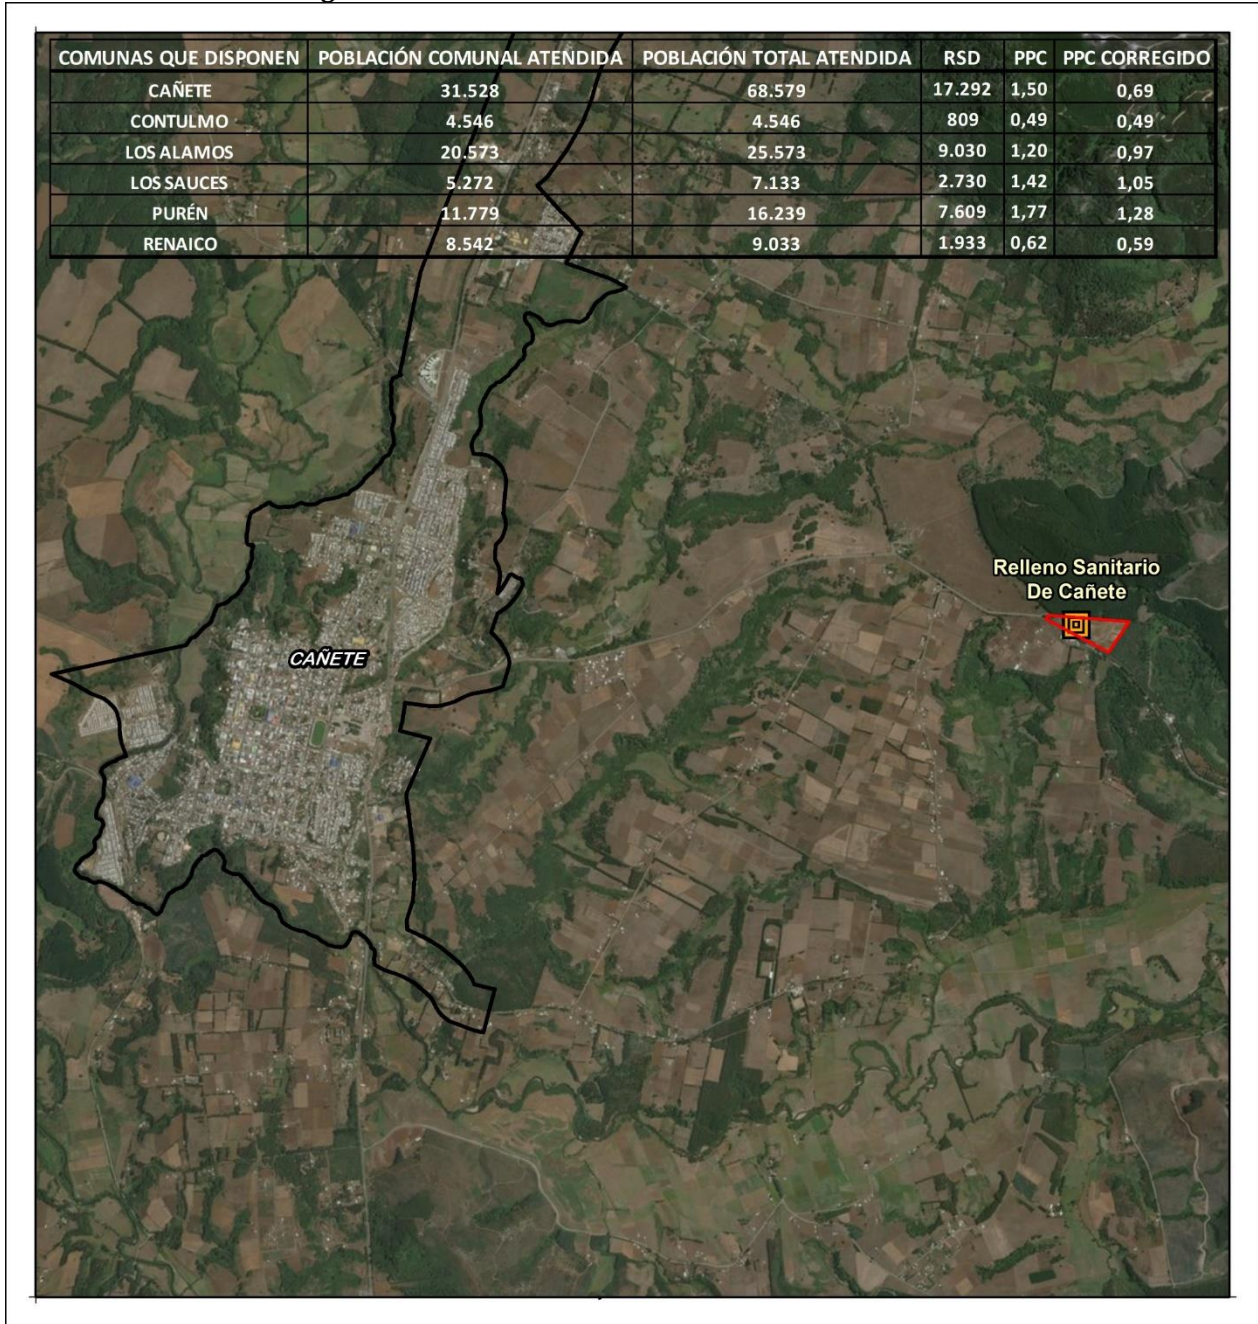 COMUNAS QUE DISPONEN POBLACIÓN COMUNAL ATENDIDA POBLACIÓN TOTAL ATENDIDA RSD PPC PPC CORREGIDO
CAÑETE 31.528 68.579 17.292 1,50 0,69
CONTULMO 4.546 4.546 809 0,49 0,49
LOS ALAMOS 20.573 25.573 9.030 1,20 0,97
LOS SAUCES 5.272 7.133 2.730 1,42 1,05
PURÉN 11.779 16.239 7.609 1,77 1,28
RENAICO 8.542 9.033 1.933 0,62 0,59
Relleno Sanitario
De Cañete
CAÑETE